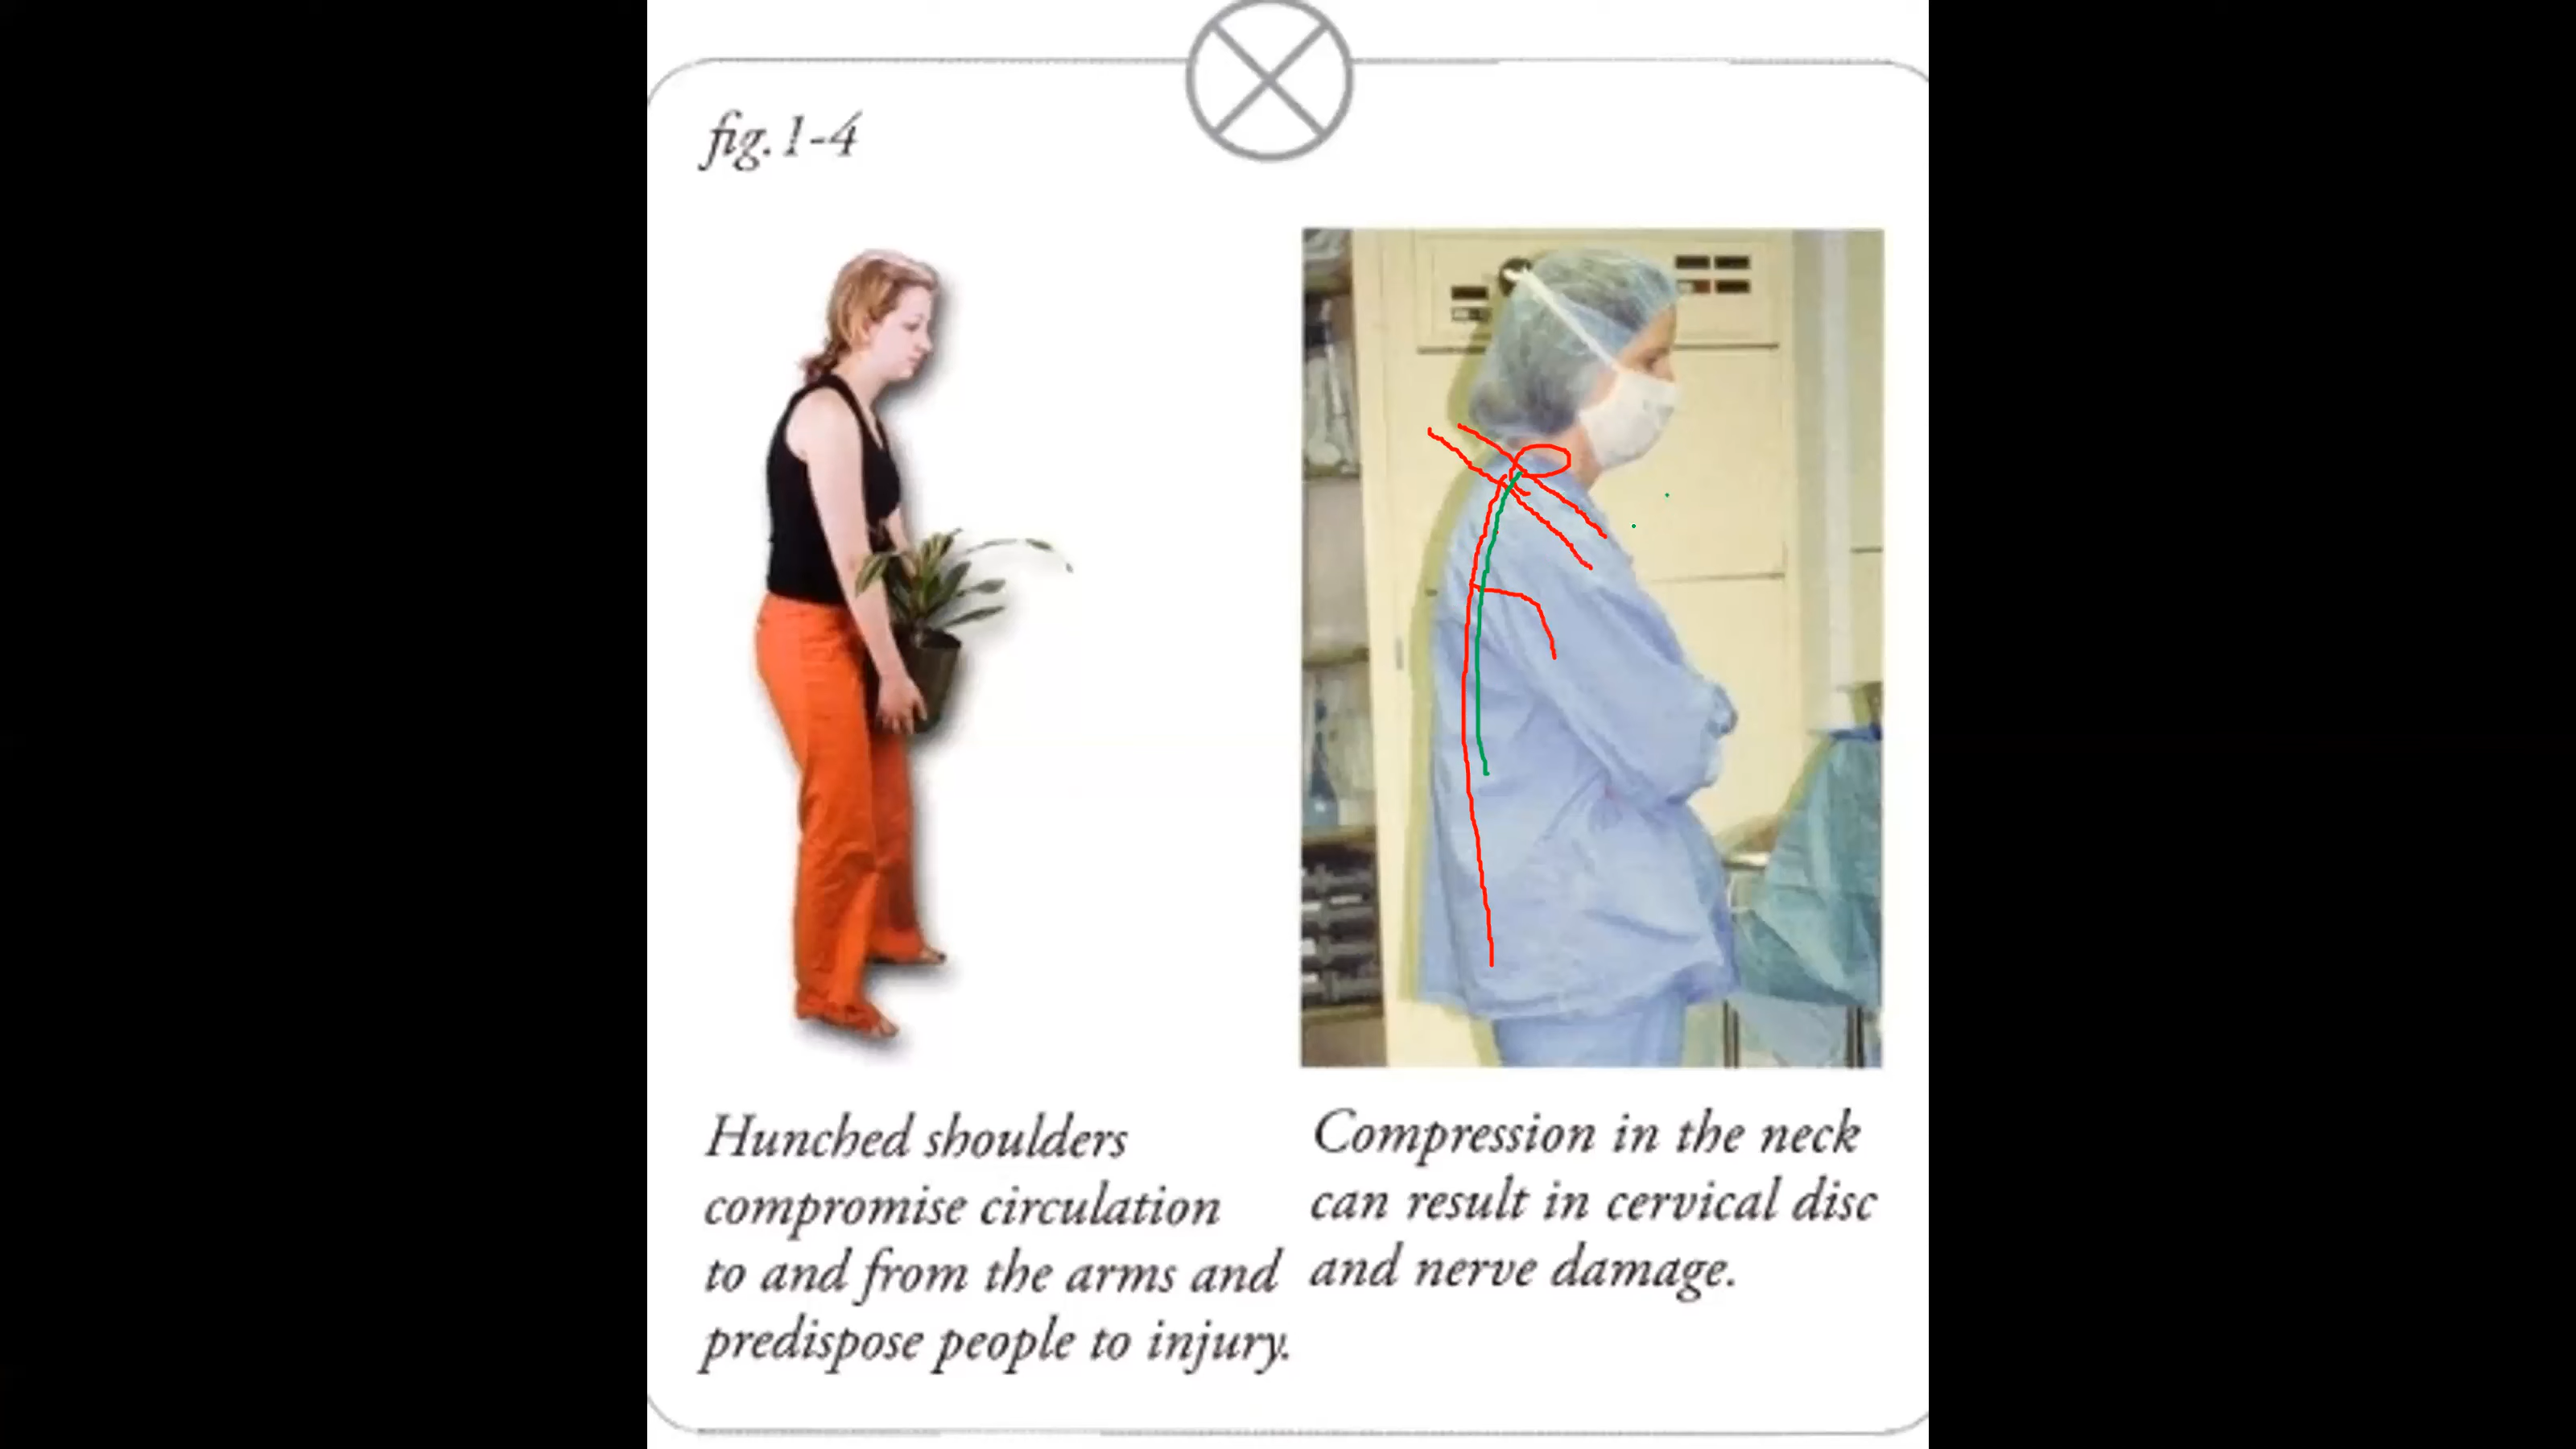 fig. 1-4
Hunched shoulders
compromise circulation
to and from the arms and
predispose people to injury.
Compression in the neck
can result in cervical disc
and nerve damage.